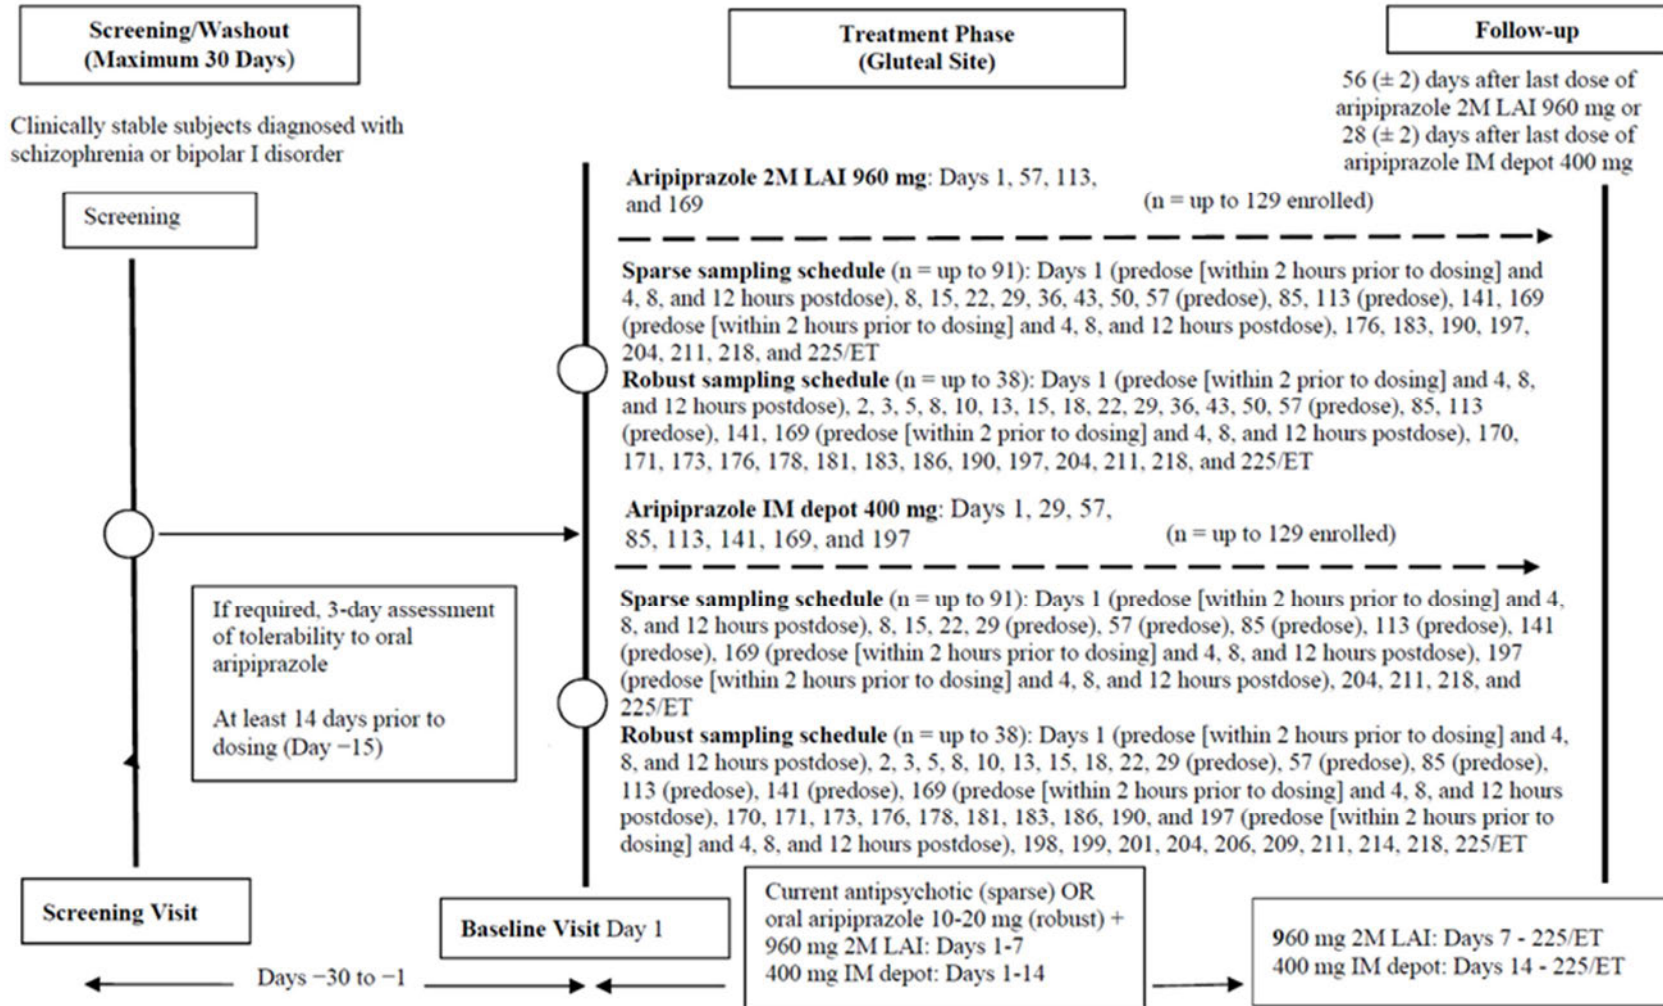 Screening/Washout
(Maximum 30 Days)
Treatment Phase
(Gluteal Site)
Follow-up
Clinically stable subjects diagnosed with
schizophrenia or bipolar I disorder
56 (± 2) days after last dose of
aripiprazole 2M LAI 960 mg or
28 (± 2) days after last dose of
aripiprazole IM depot 400 mg
Screening
Aripiprazole 2M LAI 960 mg: Days 1, 57, 113,
and 169
(n = up to 129 enrolled)
Sparse sampling schedule (n = up to 91): Days 1 (predose [within 2 hours prior to dosing] and
4, 8, and 12 hours postdose), 8, 15, 22, 29, 36, 43, 50, 57 (predose), 85, 113 (predose), 141, 169
(predose [within 2 hours prior to dosing] and 4, 8, and 12 hours postdose), 176, 183, 190, 197,
204, 211, 218, and 225/ET
Robust sampling schedule (n = up to 38): Days 1 (predose [within 2 prior to dosing] and 4, 8,
and 12 hours postdose), 2, 3, 5, 8, 10, 13, 15, 18, 22, 29, 36, 43, 50, 57 (predose), 85, 113
(predose), 141, 169 (predose [within 2 prior to dosing] and 4, 8, and 12 hours postdose), 170,
171, 173, 176, 178, 181, 183, 186, 190, 197, 204, 211, 218, and 225/ET
Aripiprazole IM depot 400 mg: Days 1, 29, 57,
85, 113, 141, 169, and 197
(n = up to 129 enrolled)
Sparse sampling schedule (n = up to 91): Days 1 (predose [within 2 hours prior to dosing] and 4,
8, and 12 hours postdose), 8, 15, 22, 29 (predose), 57 (predose), 85 (predose), 113 (predose), 141
(predose), 169 (predose [within 2 hours prior to dosing] and 4, 8, and 12 hours postdose), 197
(predose [within 2 hours prior to dosing] and 4, 8, and 12 hours postdose), 204, 211, 218, and
225/ET
Robust sampling schedule (n = up to 38): Days 1 (predose [within 2 hours prior to dosing] and 4,
8, and 12 hours postdose), 2, 3, 5, 8, 10, 13, 15, 18, 22, 29 (predose), 57 (predose), 85 (predose),
113 (predose), 141 (predose), 169 (predose [within 2 hours prior to dosing] and 4, 8, and 12 hours
postdose), 170, 171, 173, 176, 178, 181, 183, 186, 190, and 197 (predose [within 2 hours prior to
dosing] and 4, 8, and 12 hours postdose), 198, 199, 201, 204, 206, 209, 211, 214, 218, 225/ET
If required, 3-day assessment
of tolerability to oral
aripiprazole
At least 14 days prior to
dosing (Day −15)
Screening Visit
Baseline Visit Day 1
Current antipsychotic (sparse) OR
oral aripiprazole 10-20 mg (robust) +
960 mg 2M LAI: Days 1-7
400 mg IM depot: Days 1-14
960 mg 2M LAI: Days 7 - 225/ET
400 mg IM depot: Days 14 - 225/ET
Days −30 to −1